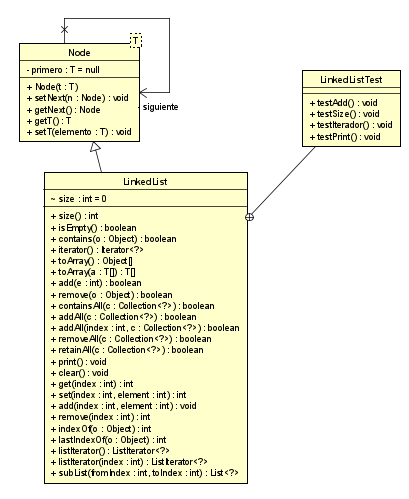 T
Node
- primero : T = null
+ Node(t : T)
+ setNext(n : Node) : void
+ getNext() : Node
+ getT() : T
+ setT(elemento : T) : void
siguiente
LinkedListTest
+ testAdd() : void
+ testSize() : void
+ testIterador() : void
+ testPrint() : void
LinkedList
~ size : int = 0
+ size() : int
+ isEmpty() : boolean
+ contains(o : Object) : boolean
+ iterator() : Iterator<?>
+ toArray() : Object[]
+ toArray(a : T[]) : T[]
+ add(e : int) : boolean
+ remove(o : Object) : boolean
+ containsAll(c : Collection<?>) : boolean
+ addAll(c : Collection<?>) : boolean
+ addAll(index : int, c : Collection<?>) : boolean
+ removeAll(c : Collection<?>) : boolean
+ retainAll(c : Collection<?>) : boolean
+ print() : void
+ clear() : void
+ get(index : int) : int
+ set(index : int, element : int) : int
+ add(index : int, element : int) : void
+ remove(index : int) : int
+ indexOf(o : Object) : int
+ lastIndexOf(o : Object) : int
+ listIterator() : ListIterator<?>
+ listIterator(index : int) : ListIterator<?>
+ subList(fromIndex : int, toIndex : int) : List<?>